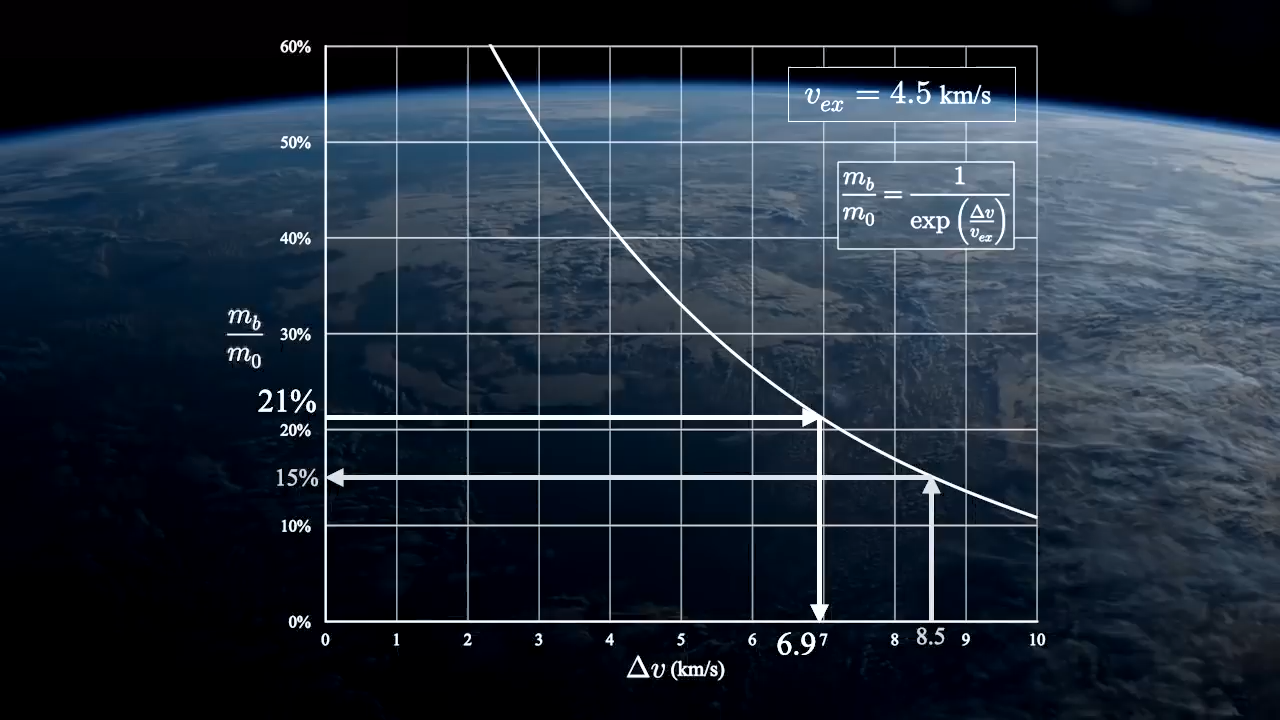 60%
v_ex = 4.5 km/s
50%
m_b/m_0 = 1/exp(Δv/v_ex)
40%
m_b/m_0
30%
21%
20%
15%
10%
0%
0 1 2 3 4 5 6 6.9 7 8 8.5 9 10
Δv (km/s)